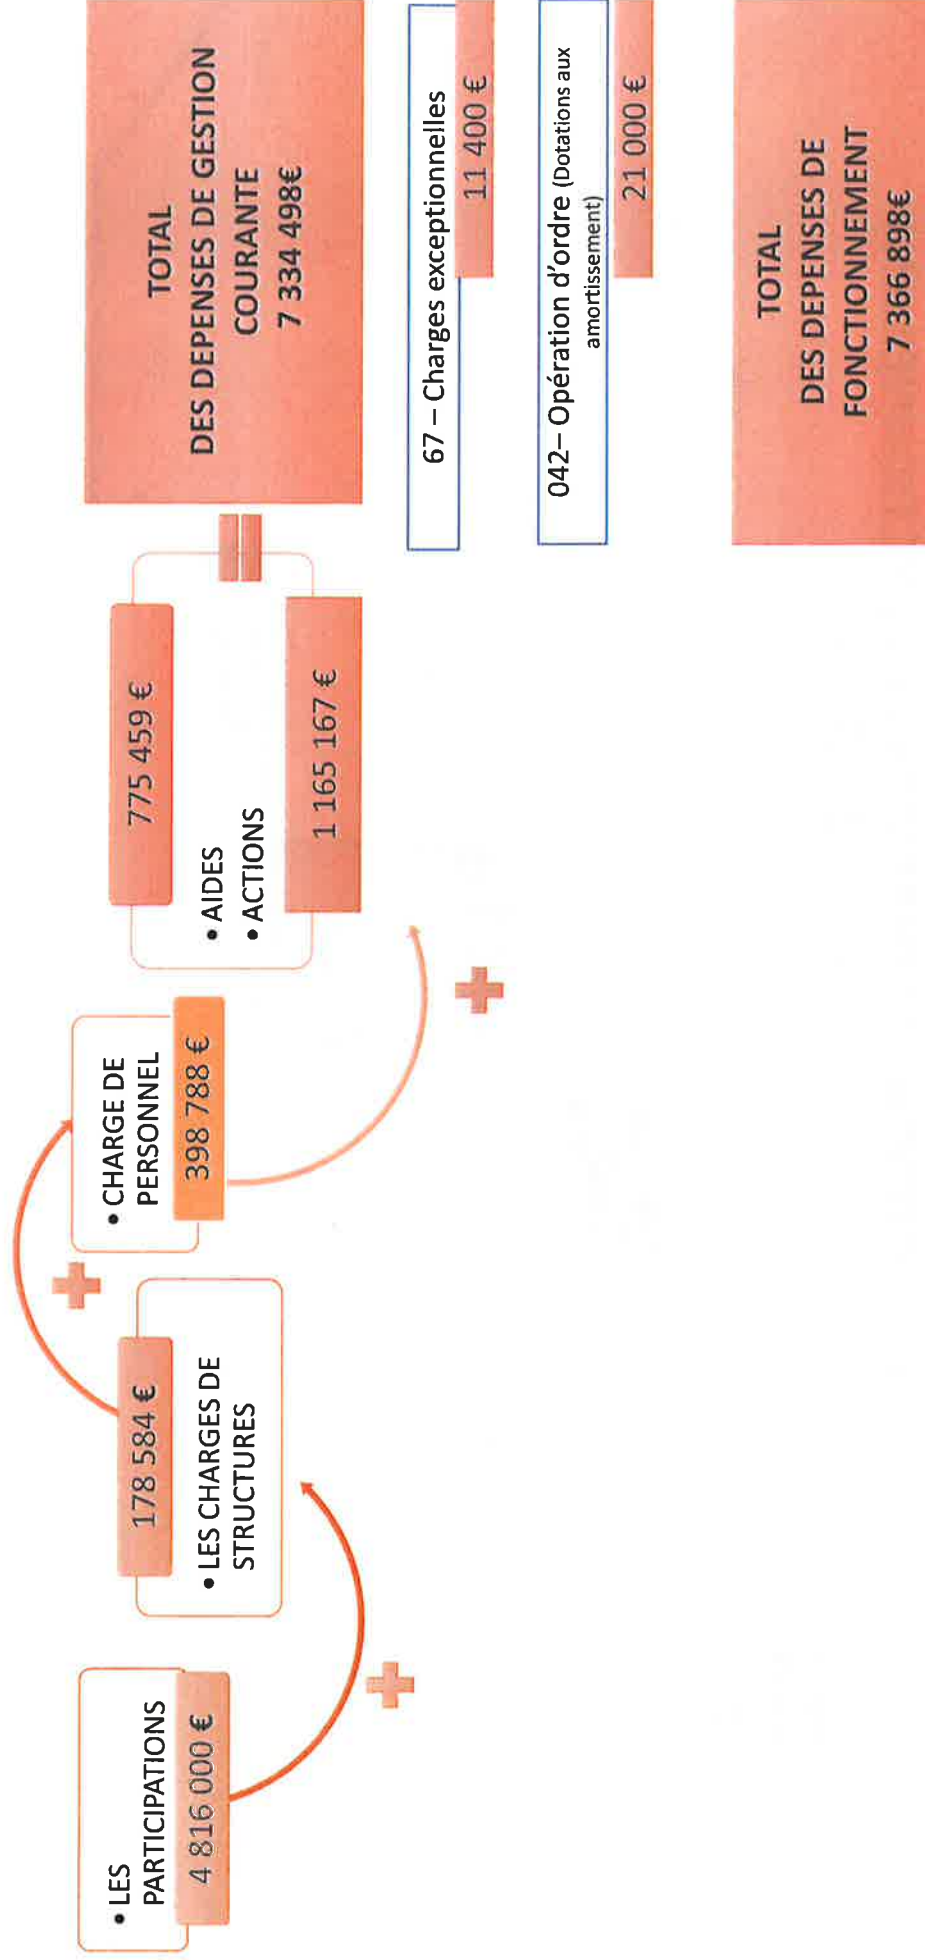 • LES
PARTICIPATIONS
4 816 000 €
178 584 €
• LES CHARGES DE
STRUCTURES
• CHARGE DE
PERSONNEL
398 788 €
775 459 €
• AIDES
• ACTIONS
1 165 167 €
TOTAL
DES DEPENSES DE GESTION
COURANTE
7 334 498€
67 – Charges exceptionnelles
11 400 €
042– Opération d'ordre (Dotations aux
amortissement)
21 000 €
TOTAL
DES DEPENSES DE
FONCTIONNEMENT
7 366 898€